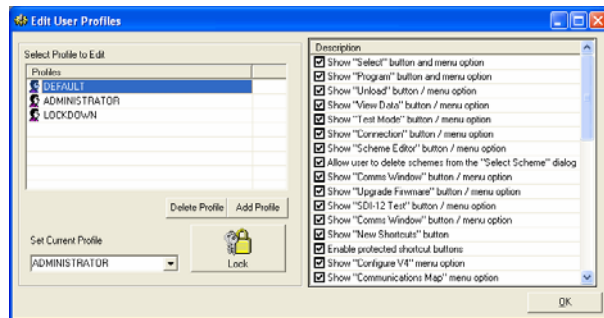 Edit User Profiles
Select Profile to Edit
Profiles
DEFAULT
ADMINISTRATOR
LOCKDOWN
Delete Profile
Add Profile
Set Current Profile
ADMINISTRATOR
Lock
Description
Show "Select" button and menu option
Show "Program" button and menu option
Show "Unload" button / menu option
Show "View Data" button / menu option
Show "Test Mode" button / menu option
Show "Connection" button / menu option
Show "Scheme Editor" button / menu option
Allow user to delete schemes from the "Select Scheme" dialog
Show "Comms Window" button / menu option
Show "Upgrade Firmware" button / menu option
Show "SDI-12 Test" button / menu option
Show "Comms Window" button / menu option
Show "New Shortcuts" button
Enable protected shortcut buttons
Show "Configure V4" menu option
Show "Communications Map" menu option
OK